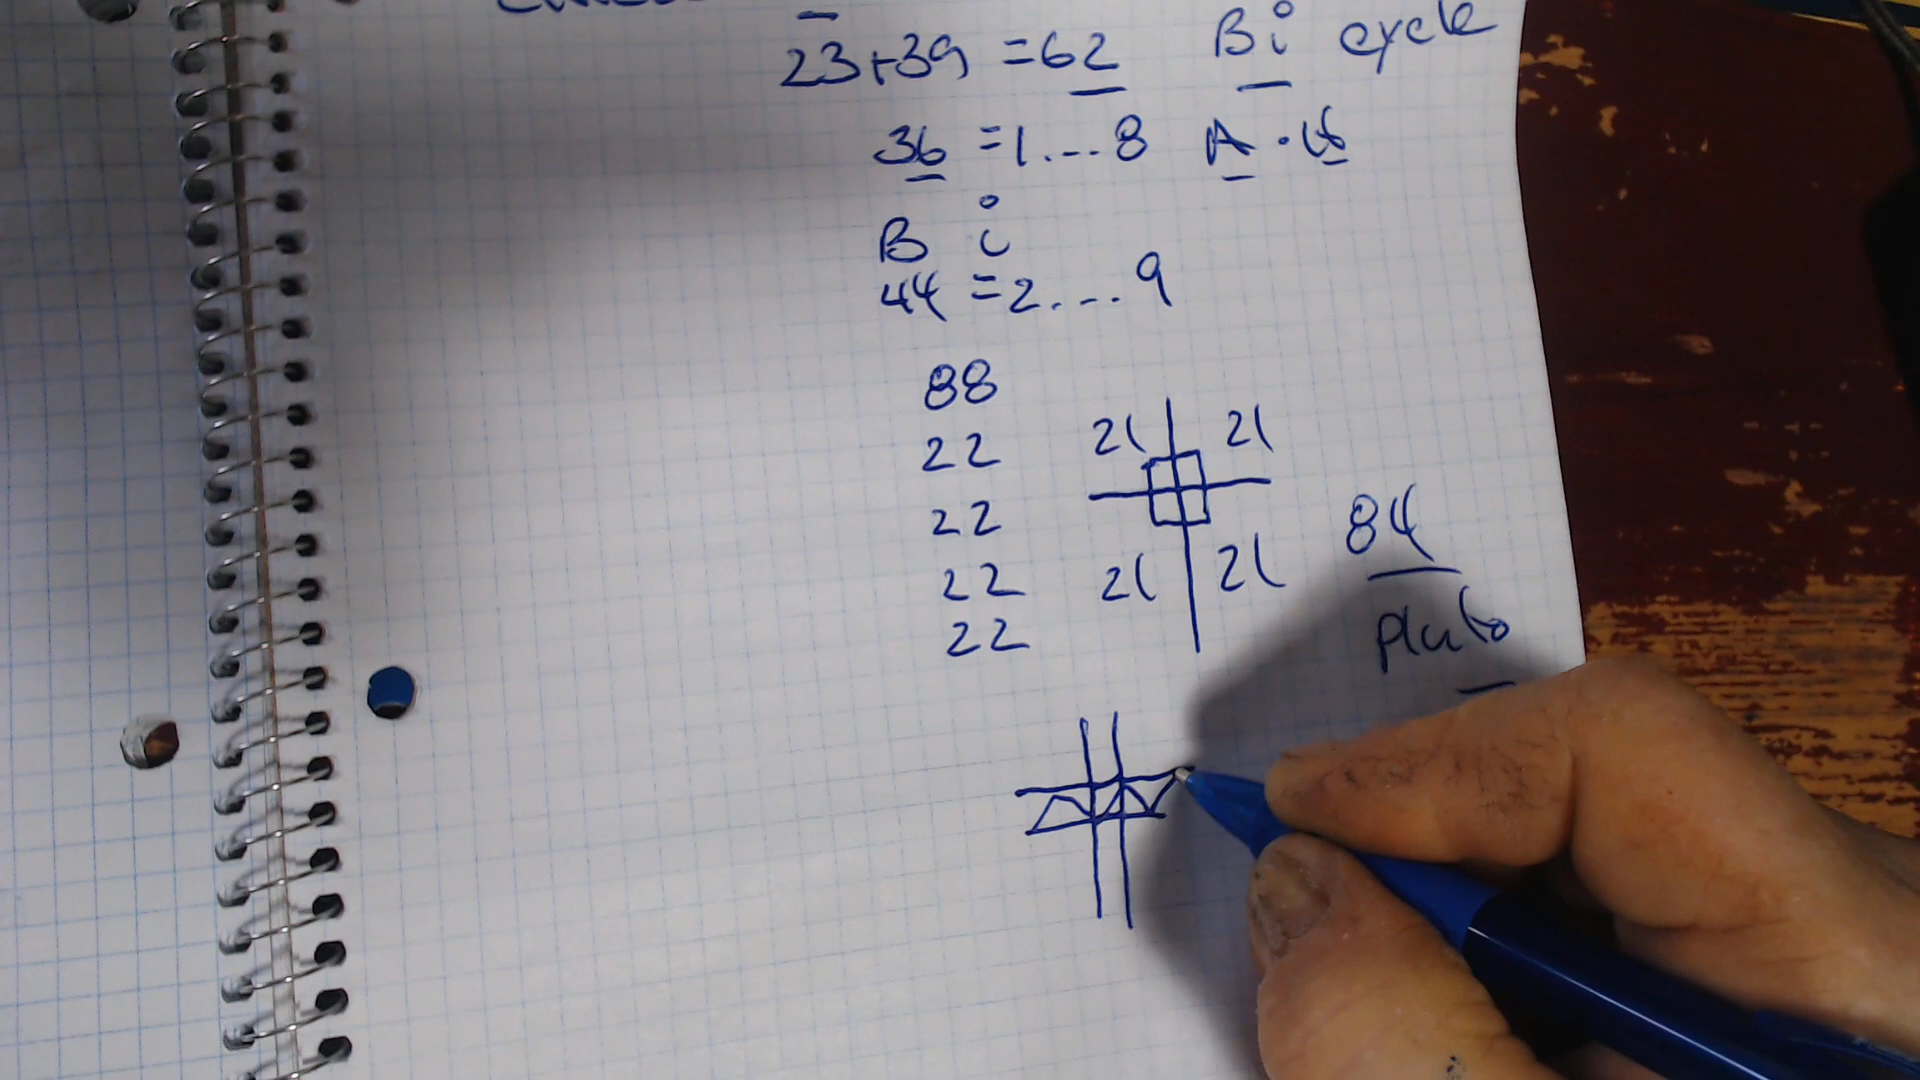 23+39 = 62 Bi cycle
36 = 1...8 A.
B i
44 = 2...9
88
22 21 21
22 84
22 21 21
22 pluto